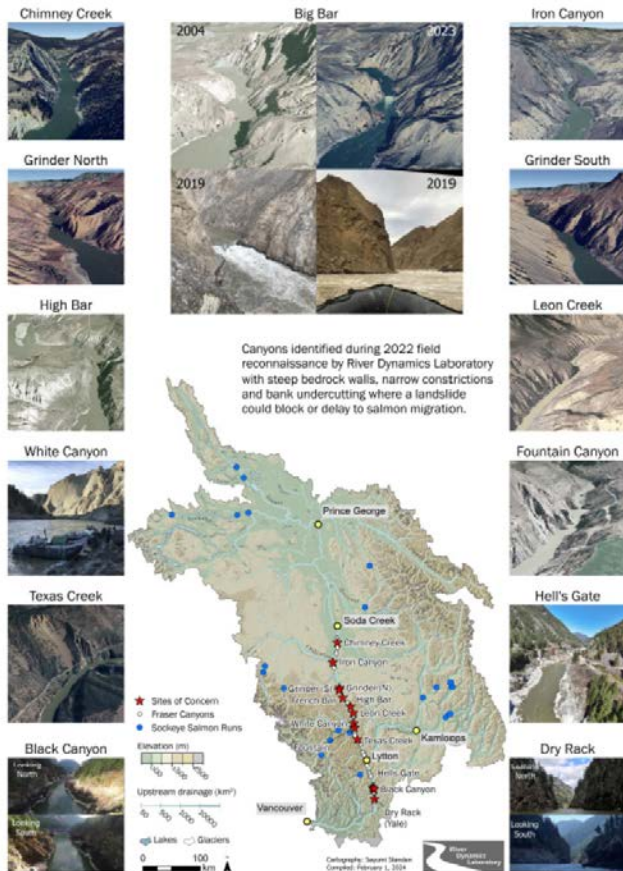 Chimney Creek
Big Bar
Iron Canyon
2004
2023
Grinder North
2019
2019
Grinder South
High Bar
Leon Creek
Canyons identified during 2022 field
reconnaissance by River Dynamics Laboratory
with steep bedrock walls, narrow constrictions
and bank undercutting where a landslide
could block or delay to salmon migration.
White Canyon
Fountain Canyon
Prince George
Texas Creek
Hell's Gate
Soda Creek
Chimney Creek
Iron Canyon
Grinder(S)
Grinder(N)
French Bar
High Bar
Leon Creek
White Canyon
Texas Creek
Fountain
Kamloops
Lytton
Hells Gate
Black Canyon
Dry Rack
(Yale)
Vancouver
Sites of Concern
Fraser Canyons
Sockeye Salmon Runs
Elevation (m)
Upstream drainage (km²)
Lakes
Glaciers
0
100
km
Black Canyon
Looking
North
Looking
South
Dry Rack
Looking
North
Looking
South
Compiled: February 1, 2024
River
Dynamics
Laboratory